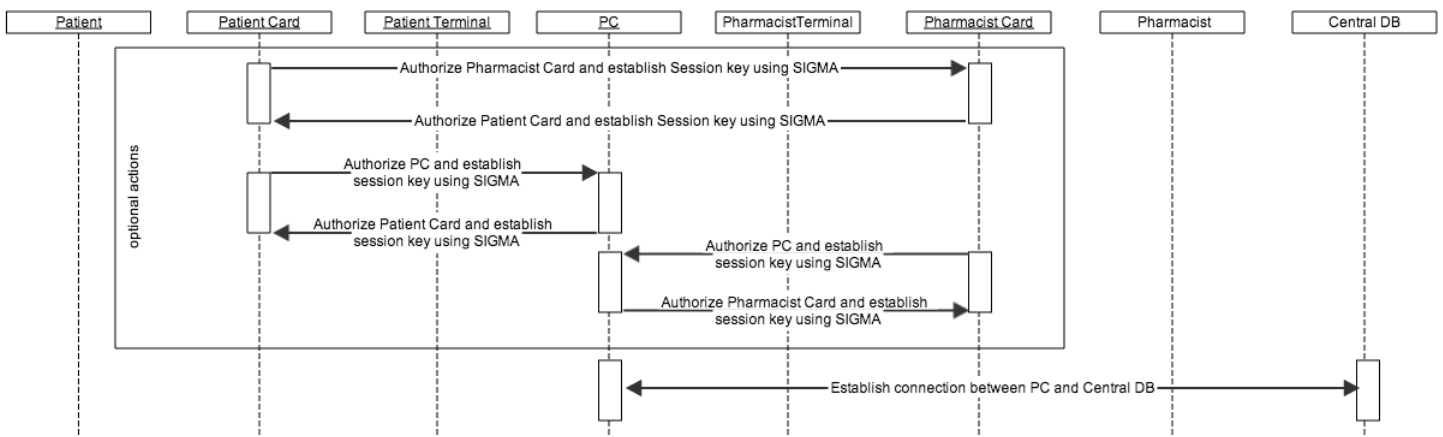 Patient
Patient Card
Patient Terminal
PC
PharmacistTerminal
Pharmacist Card
Pharmacist
Central DB
optional actions
Authorize Pharmacist Card and establish Session key using SIGMA
Authorize Patient Card and establish Session key using SIGMA
Authorize PC and establish
session key using SIGMA
Authorize Patient Card and establish
session key using SIGMA
Authorize PC and establish
session key using SIGMA
Authorize Pharmacist Card and establish
session key using SIGMA
Establish connection between PC and Central DB